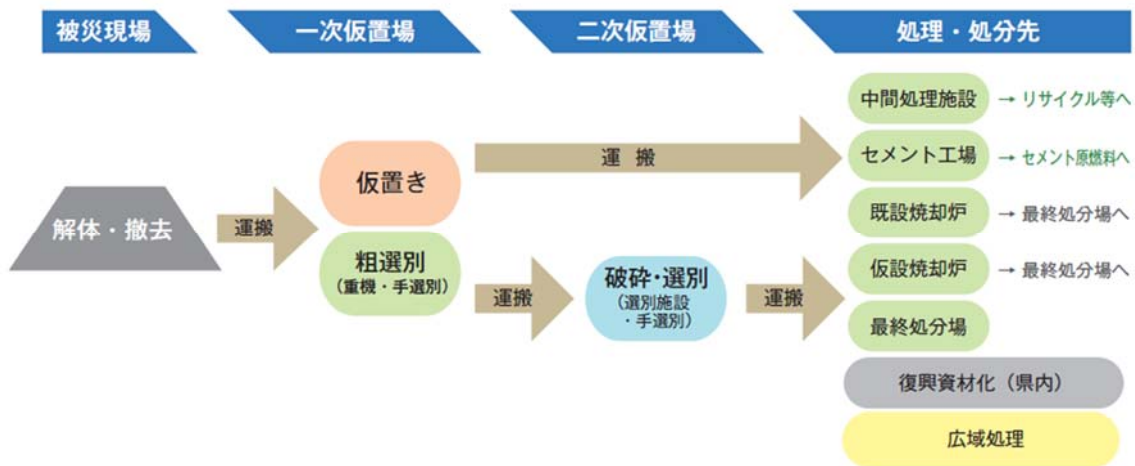 被災現場
一次仮置場
二次仮置場
処理・処分先
解体・撤去
運搬
仮置き
粗選別
(重機・手選別)
運 搬
運搬
破砕・選別
(選別施設
・手選別)
運搬
中間処理施設 → リサイクル等へ
セメント工場 → セメント原燃料へ
既設焼却炉 → 最終処分場へ
仮設焼却炉 → 最終処分場へ
最終処分場
復興資材化（県内）
広域処理